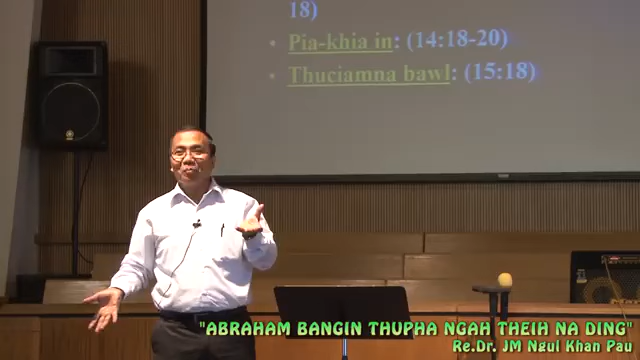 18)
• Pia-khia in: (14:18-20)
• Thuciamna bawl: (15:18)
"ABRAHAM BANGIN THUPHA NGAH THEIH NA DING"
Re.Dr. JM Ngul Khan Pau